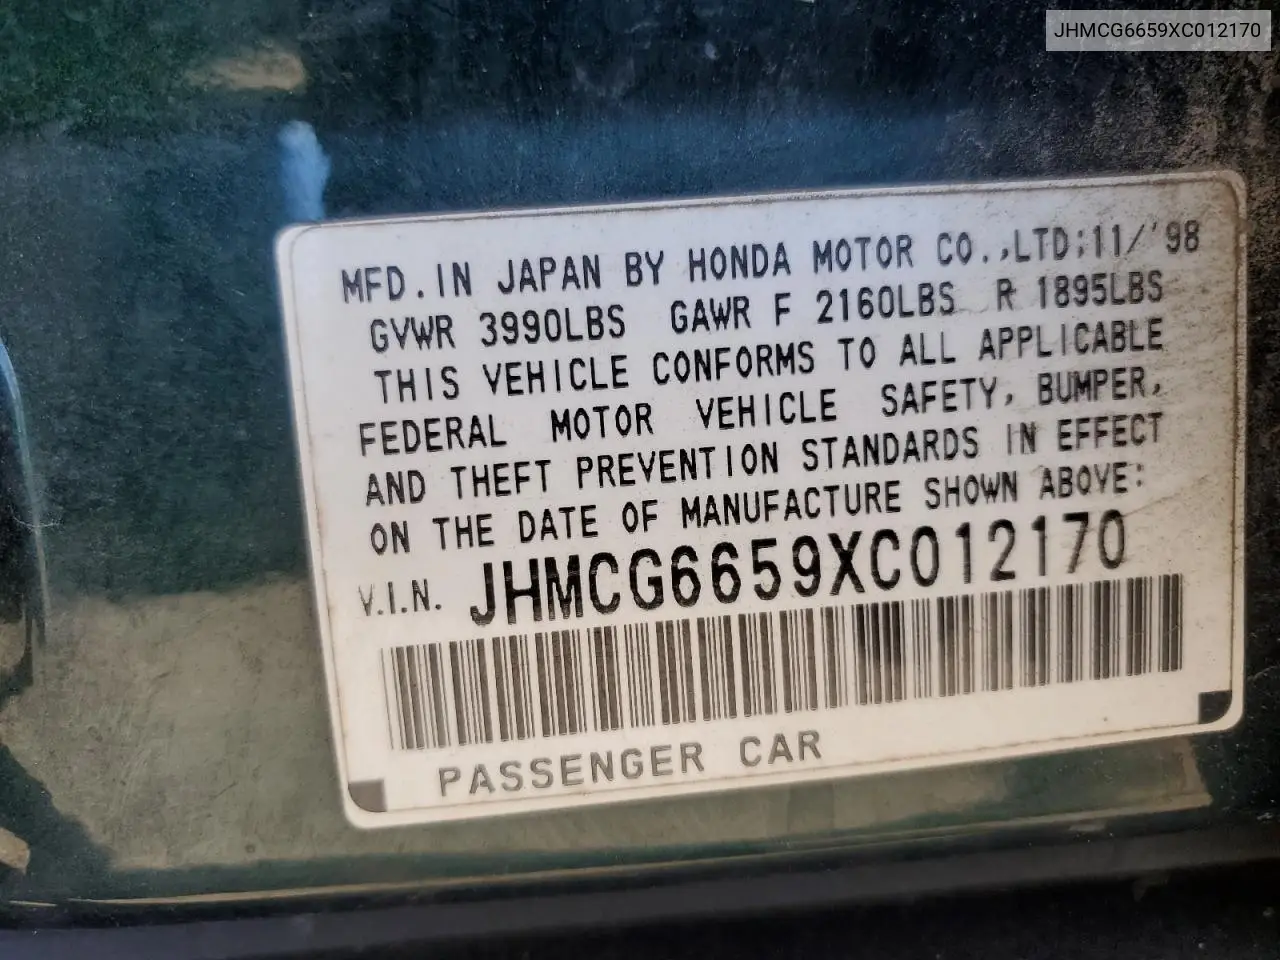 JHMCG6659XC012170
MFD. IN JAPAN BY HONDA MOTOR CO.,LTD;11/'98
GVWR 3990LBS GAWR F 2160LBS R 1895LBS
THIS VEHICLE CONFORMS TO ALL APPLICABLE
FEDERAL MOTOR VEHICLE SAFETY, BUMPER,
AND THEFT PREVENTION STANDARDS IN EFFECT
ON THE DATE OF MANUFACTURE SHOWN ABOVE:
V.I.N. JHMCG6659XC012170
PASSENGER CAR